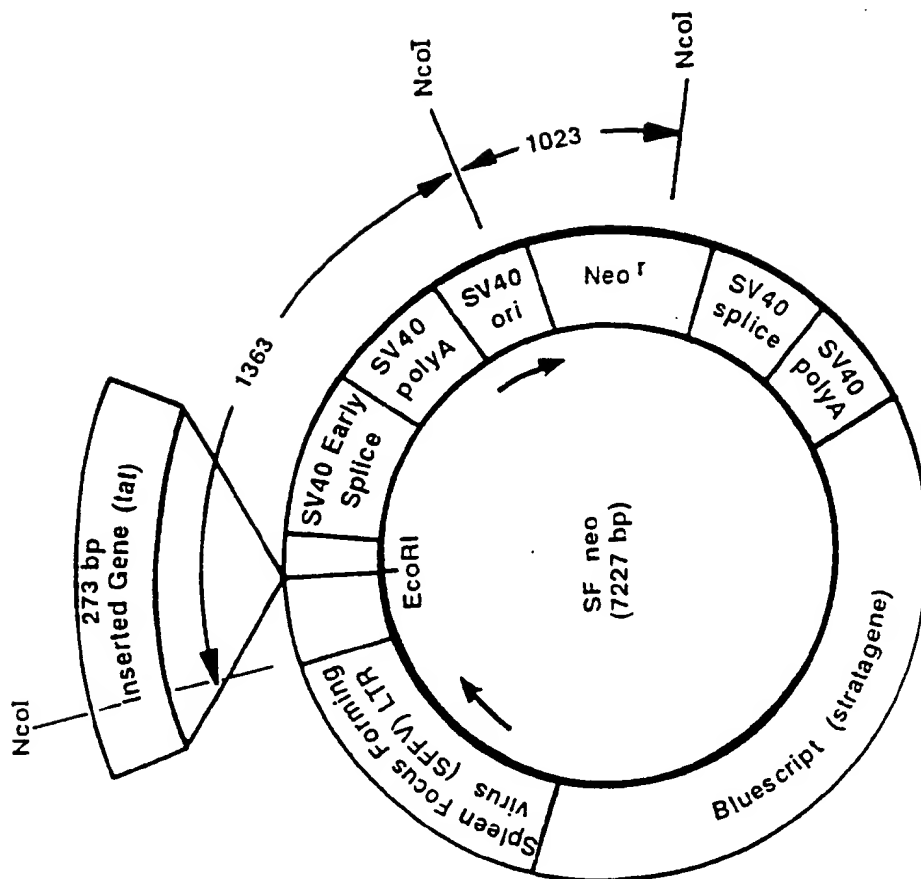 NcoI
273 bp
Inserted Gene (tal)
1363
NcoI
1023
NcoI
EcoRI
SV40 Early
Splice
SV40
polyA
SV40
ori
Neo r
SV40
splice
SV40
polyA
Bluescript (stratagene)
Spleen Focus Forming
virus (SFFV) LTR
SF neo
(7227 bp)